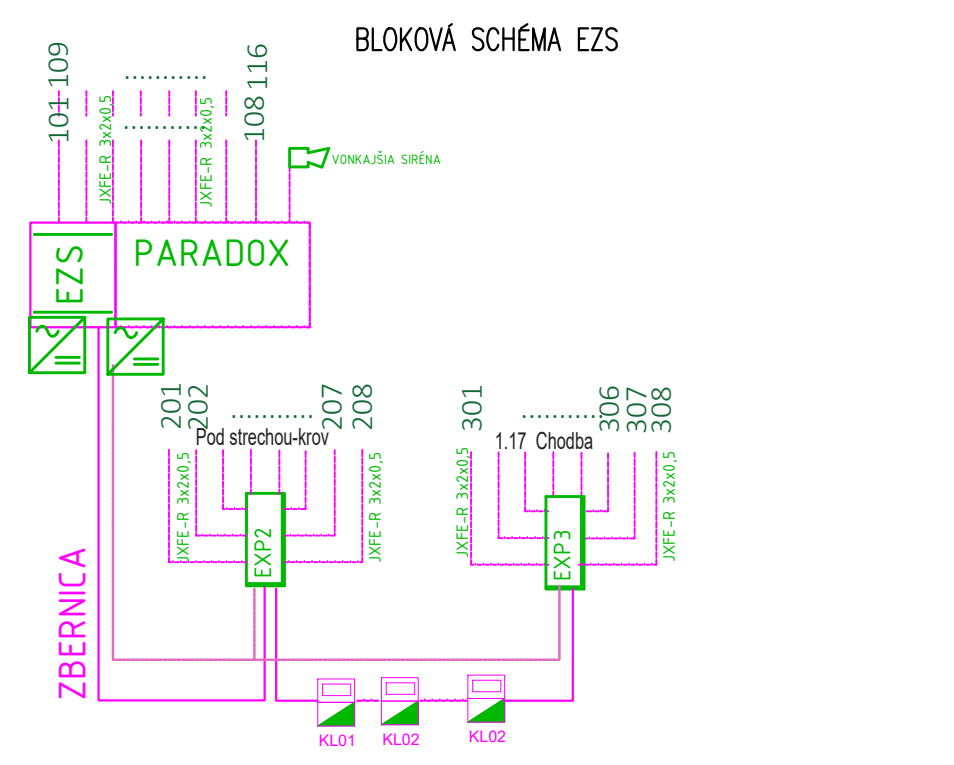 BLOKOVÁ SCHÉMA EZS
101 109
............
............
108 116
JXFE-R 3x2x0,5
JXFE-R 3x2x0,5
VONKAJŠIA SIRÉNA
EZS
PARADOX
201
202
............
207
208
Pod strechou-krov
JXFE-R 3x2x0,5
JXFE-R 3x2x0,5
EXP2
301
............
306
307
308
1.17 Chodba
JXFE-R 3x2x0,5
JXFE-R 3x2x0,5
EXP3
ZBERNICA
KL01
KL02
KL02